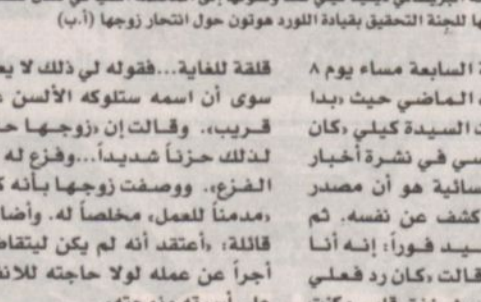 ها للجنة التحقيق بقيادة اللورد هوتون حول انتحار زوجها (أ.ب)
ة السابعة مساء يوم ٨
الماضي حيث «بدا
ت السيدة كيلي «كان
سي في نشرة أخبار
سائية هو أن مصدر
كشف عن نفسه. ثم
سيد فوراً: إنه أنا
قالت «كان رد فعلي
قلقة للغاية...فقوله لي ذلك لا يع
سوى أن اسمه ستلوكه الألسن
قريب». وقالت إن «زوجها حـ
لذلك حزناً شديداً...وفزع له
الفزع». ووصفت زوجها بأنه ك
«مدمناً للعمل، مخلصاً له. وأضا
قائلة: «أعتقد أنه لم يكن ليتقاض
أجراً عن عمله لولا حاجته للانف